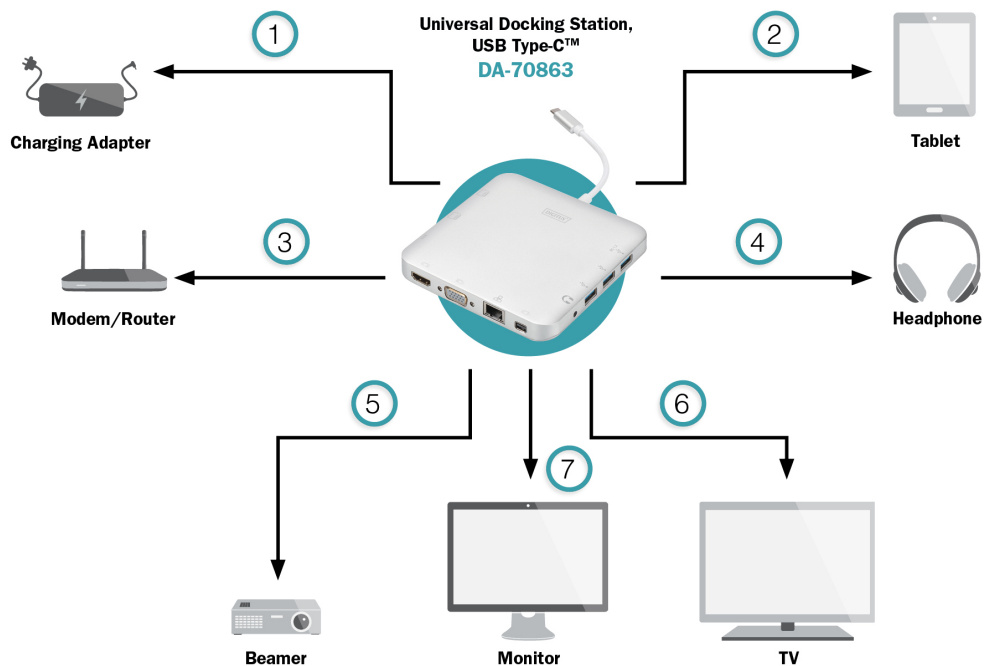 Universal Docking Station,
USB Type-C™
DA-70863
1
2
Charging Adapter
Tablet
3
4
Modem/Router
Headphone
5
6
7
Beamer
Monitor
TV